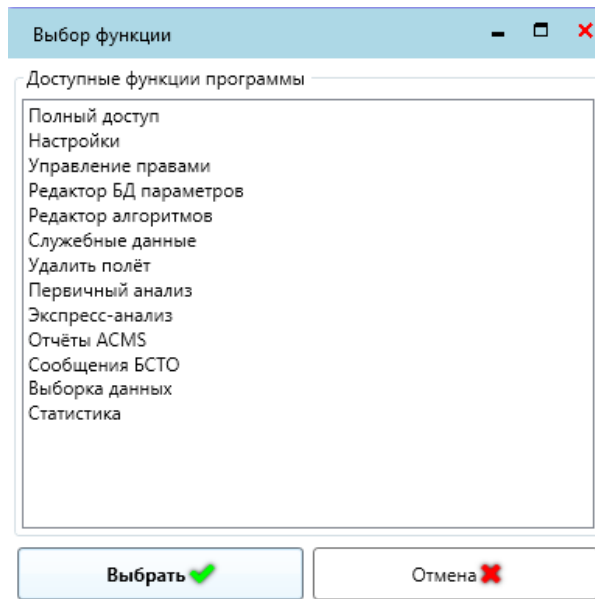 Выбор функции
Доступные функции программы
Полный доступ
Настройки
Управление правами
Редактор БД параметров
Редактор алгоритмов
Служебные данные
Удалить полёт
Первичный анализ
Экспресс-анализ
Отчёты ACMS
Сообщения БСТО
Выборка данных
Статистика
Выбрать
Отмена